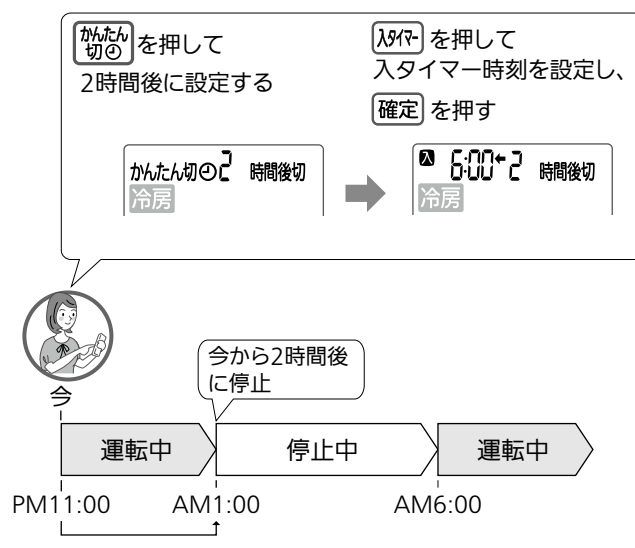 かんたん
切 を押して
2時間後に設定する
入タイマー を押して
入タイマー時刻を設定し、
確定 を押す
かんたん切 2 時間後切
冷房
入 6:00←2 時間後切
冷房
今から2時間後
に停止
今
運転中 停止中 運転中
PM11:00 AM1:00 AM6:00